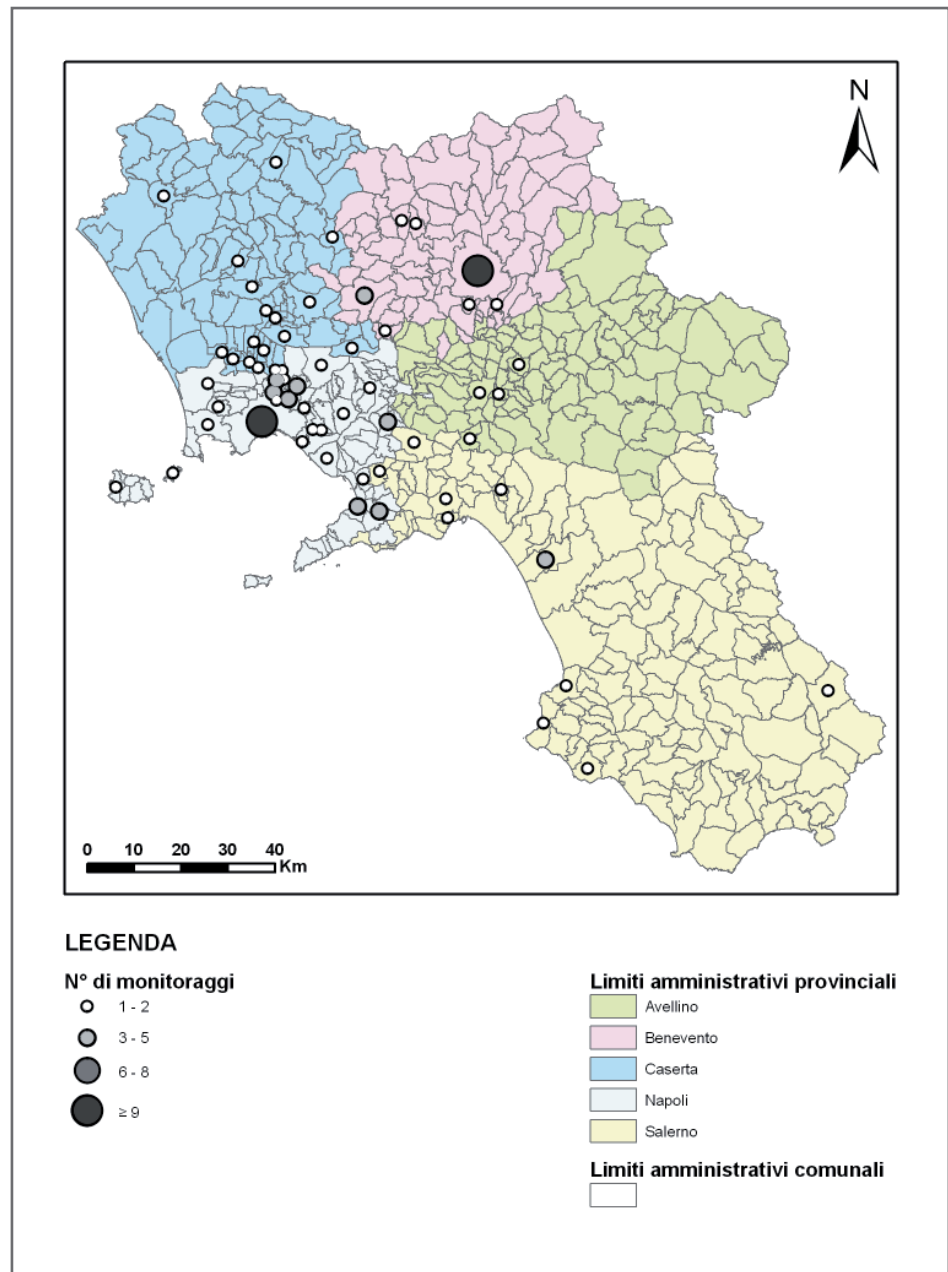 N
0 10 20 30 40
Km
LEGENDA
N° di monitoraggi
1 - 2
3 - 5
6 - 8
≥ 9
Limiti amministrativi provinciali
Avellino
Benevento
Caserta
Napoli
Salerno
Limiti amministrativi comunali